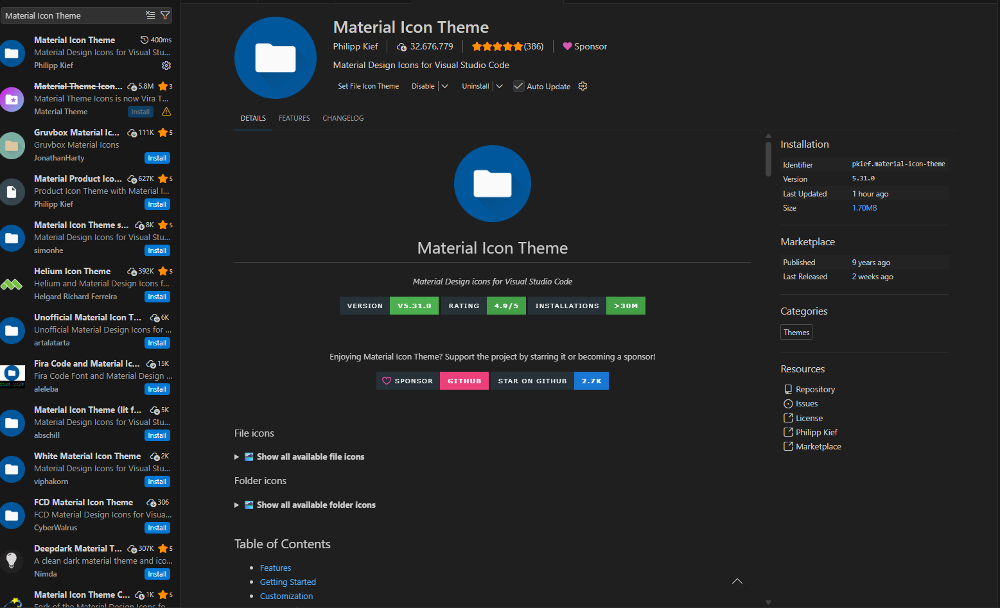 Material Icon Theme
Material Icon Theme 400ms
Material Design Icons for Visual Stu...
Philipp Kief
Material Theme Icon... 5.8M 3
Material Theme Icons is now Vira T...
Material Theme Install
Gruvbox Material Ic... 111K 5
Gruvbox Material Icons
JonathanHarty Install
Material Product Ico... 627K 5
Product Icon Theme with Material I...
Philipp Kief Install
Material Icon Theme s... 8K 5
Material Design Icons for Visual Stu...
simonhe Install
Helium Icon Theme 392K 5
Helium and Material Design Icons f...
Helgard Richard Ferreira Install
Unofficial Material Icon T... 6K
Unofficial Material Design Icons for ...
artalatarta Install
Fira Code and Material Ic... 15K
Fira Code Font and Material Design ...
aleleba Install
Material Icon Theme (lit f... 5K
Material Design Icons for Visual Stu...
abschill Install
White Material Icon Theme 2K
Material Design Icons for Visual Stu...
viphakorn Install
FCD Material Icon Theme 306
FCD Material Design Icons for Visua...
CyberWalrus Install
Deepdark Material T... 307K 5
A clean dark material theme and ico...
Nimda Install
Material Icon Theme C... 1K 5
Fork of the Material Design Icons fo...
Material Icon Theme
Philipp Kief 32,676,779 (386) Sponsor
Material Design Icons for Visual Studio Code
Set File Icon Theme Disable Uninstall Auto Update
DETAILS FEATURES CHANGELOG
Material Icon Theme
Material Design icons for Visual Studio Code
VERSION V5.31.0 RATING 4.9/5 INSTALLATIONS >30M
Enjoying Material Icon Theme? Support the project by starring it or becoming a sponsor!
SPONSOR GITHUB STAR ON GITHUB 2.7K
File icons
Show all available file icons
Folder icons
Show all available folder icons
Table of Contents
Features
Getting Started
Customization
Installation
Identifier pkief.material-icon-theme
Version 5.31.0
Last Updated 1 hour ago
Size 1.70MB
Marketplace
Published 9 years ago
Last Released 2 weeks ago
Categories
Themes
Resources
Repository
Issues
License
Philipp Kief
Marketplace